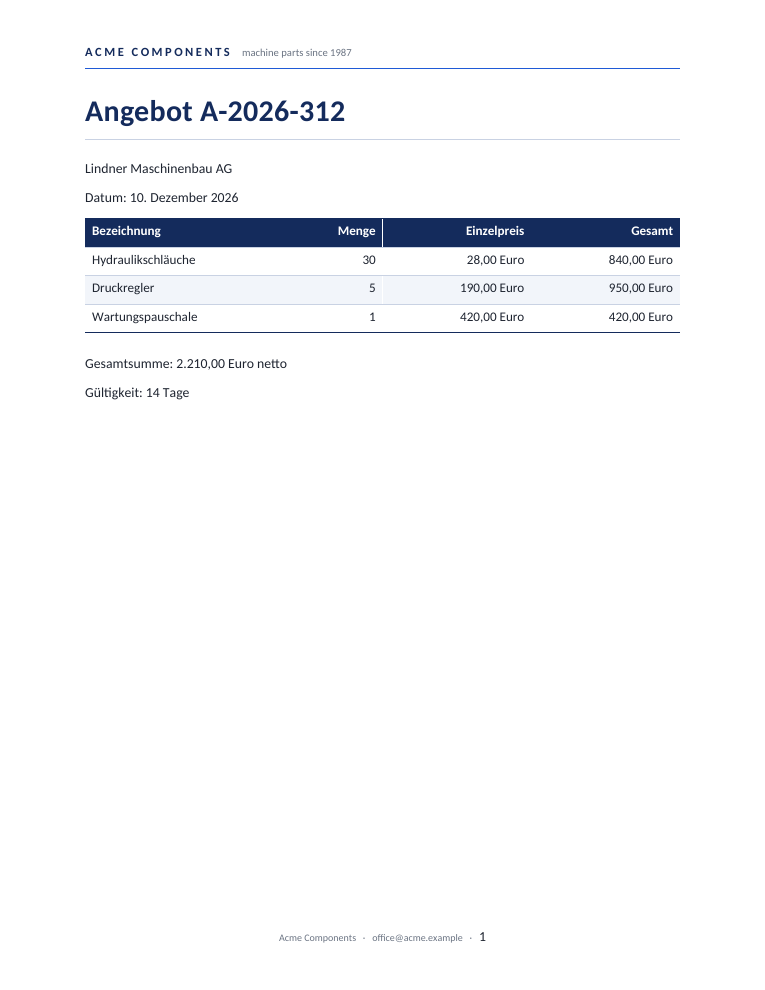 ACME COMPONENTS machine parts since 1987
Angebot A-2026-312
Lindner Maschinenbau AG
Datum: 10. Dezember 2026
Bezeichnung Menge Einzelpreis Gesamt
Hydraulikschläuche 30 28,00 Euro 840,00 Euro
Druckregler 5 190,00 Euro 950,00 Euro
Wartungspauschale 1 420,00 Euro 420,00 Euro
Gesamtsumme: 2.210,00 Euro netto
Gültigkeit: 14 Tage
Acme Components · office@acme.example · 1